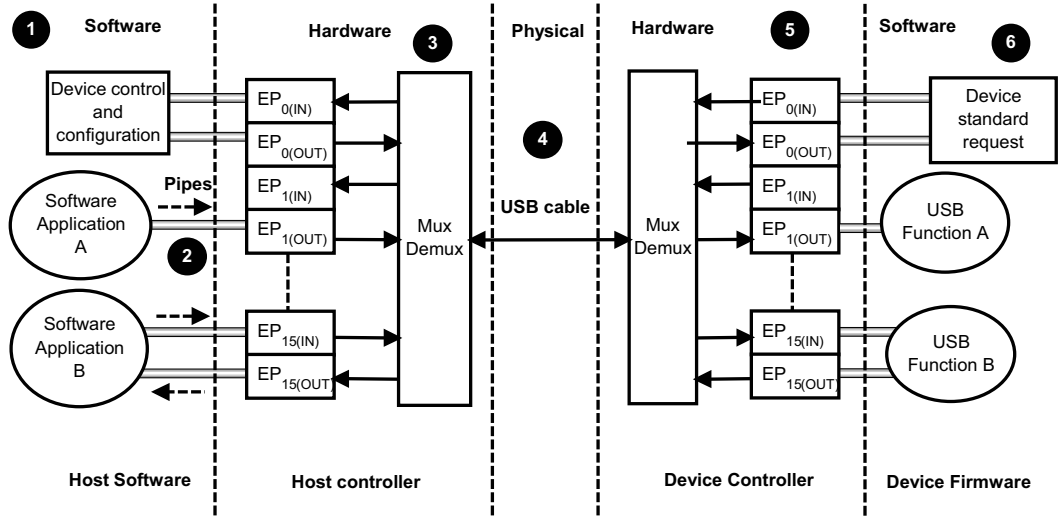 1
Software
Hardware
3
Physical
Hardware
5
Software
6
Device control
and
configuration
EP0(IN)
EP0(OUT)
EP1(IN)
EP1(OUT)
Pipes
Software
Application
A
2
Software
Application
B
EP15(IN)
EP15(OUT)
Mux
Demux
4
USB cable
Mux
Demux
EP0(IN)
EP0(OUT)
EP1(IN)
EP1(OUT)
EP15(IN)
EP15(OUT)
Device
standard
request
USB
Function A
USB
Function B
Host Software
Host controller
Device Controller
Device Firmware